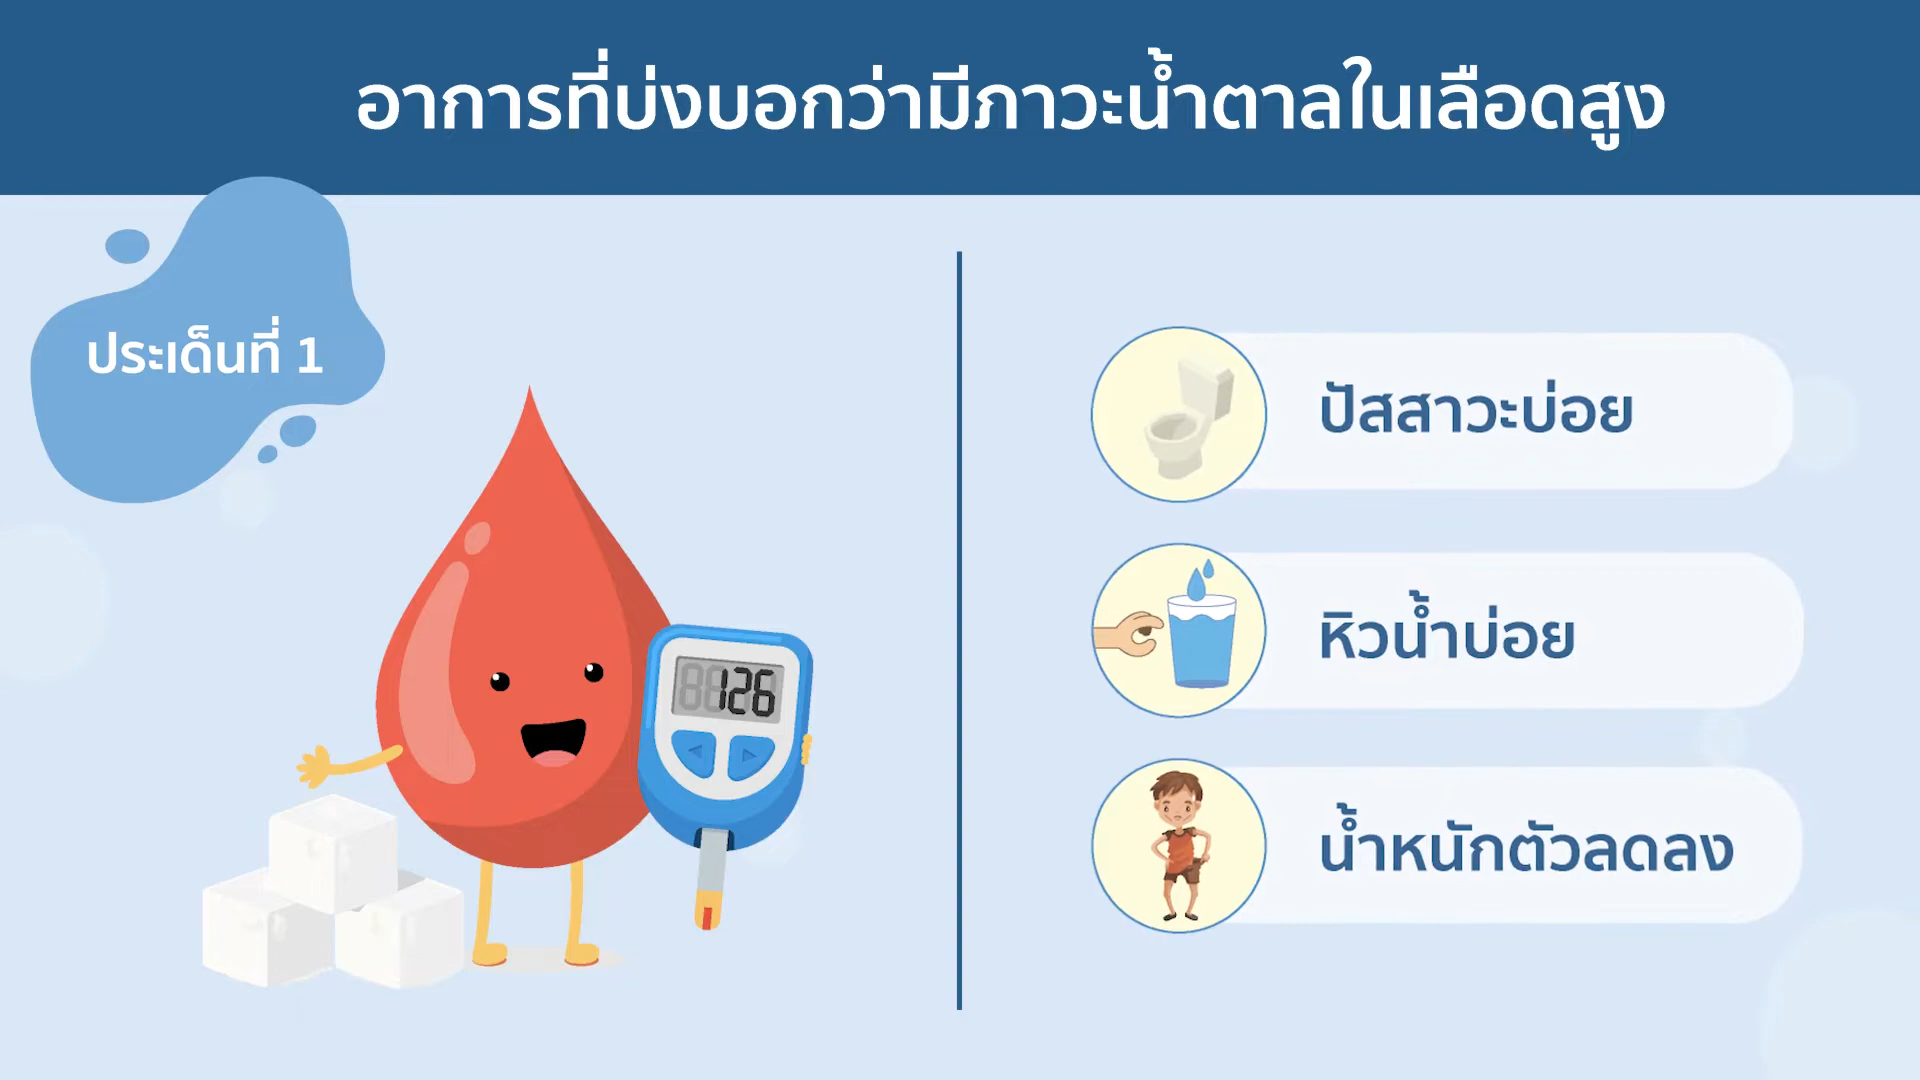 อาการที่บ่งบอกว่ามีภาวะน้ำตาลในเลือดสูง
ประเด็นที่ 1
126
ปัสสาวะบ่อย
หิวน้ำบ่อย
น้ำหนักตัวลดลง